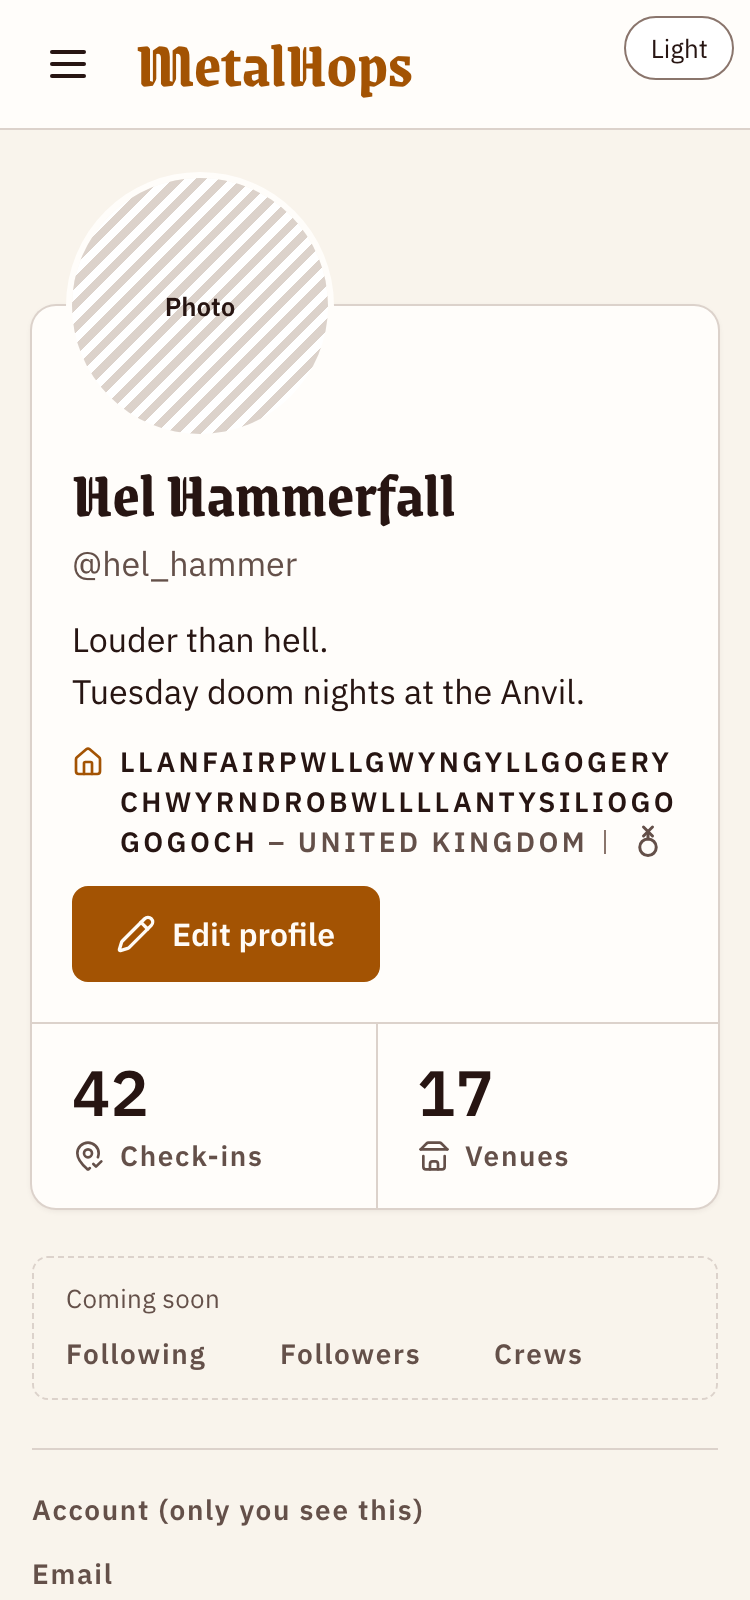 MetalHops
Light
Photo
Hel Hammerfall
@hel_hammer
Louder than hell.
Tuesday doom nights at the Anvil.
LLANFAIRPWLLGWYNGYLLGOGERY
CHWYRNDROBWLLLLANTYSILIOGO
GOGOCH – UNITED KINGDOM |
Edit profile
42
Check-ins
17
Venues
Coming soon
Following Followers Crews
Account (only you see this)
Email